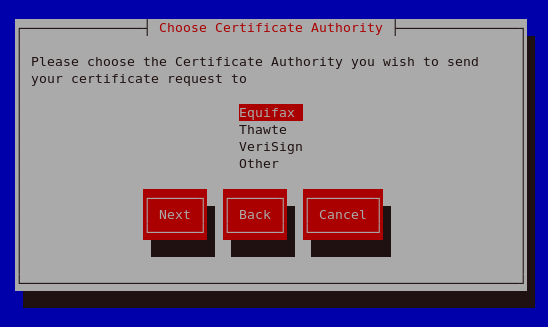 Choose Certificate Authority
Please choose the Certificate Authority you wish to send
your certificate request to
Equifax
Thawte
VeriSign
Other
Next Back Cancel